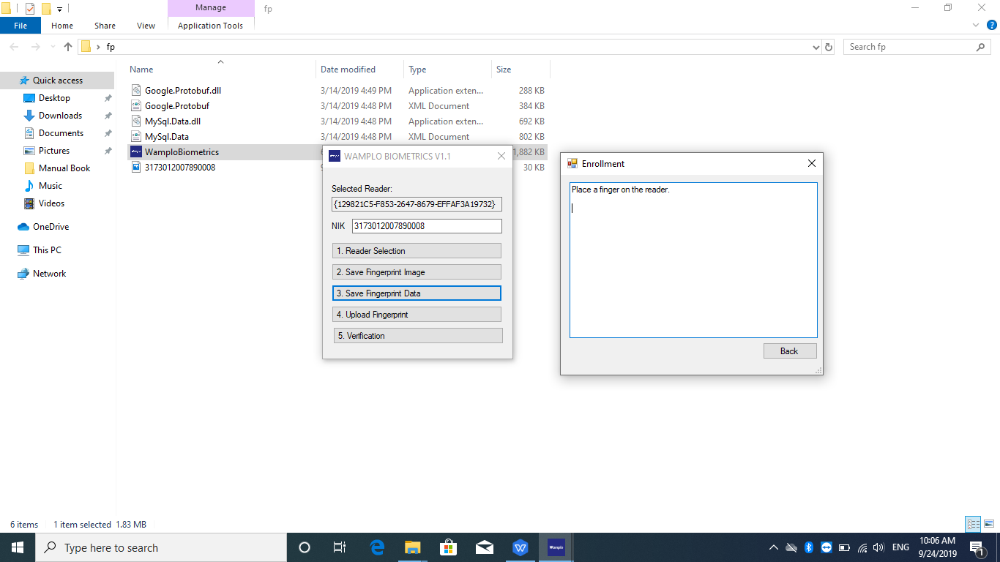 Manage
fp
File
Home
Share
View
Application Tools
fp
Search fp
Name
Date modified
Type
Size
Quick access
Desktop
Downloads
Documents
Pictures
Manual Book
Music
Videos
OneDrive
This PC
Network
Google.Protobuf.dll 3/14/2019 4:49 PM Application exten... 288 KB
Google.Protobuf 3/14/2019 4:48 PM XML Document 384 KB
MySql.Data.dll 3/14/2019 4:48 PM Application exten... 692 KB
MySql.Data 3/14/2019 4:48 PM XML Document 802 KB
WamploBiometrics 1,882 KB
3173012007890008 30 KB
WAMPLO BIOMETRICS V1.1
Selected Reader:
{129821C5-F853-2647-8679-EFFAF3A19732}
NIK 3173012007890008
1. Reader Selection
2. Save Fingerprint Image
3. Save Fingerprint Data
4. Upload Fingerprint
5. Verification
Enrollment
Place a finger on the reader.
Back
6 items 1 item selected 1.83 MB
Type here to search
Wamplo
ENG
10:06 AM
9/24/2019
1